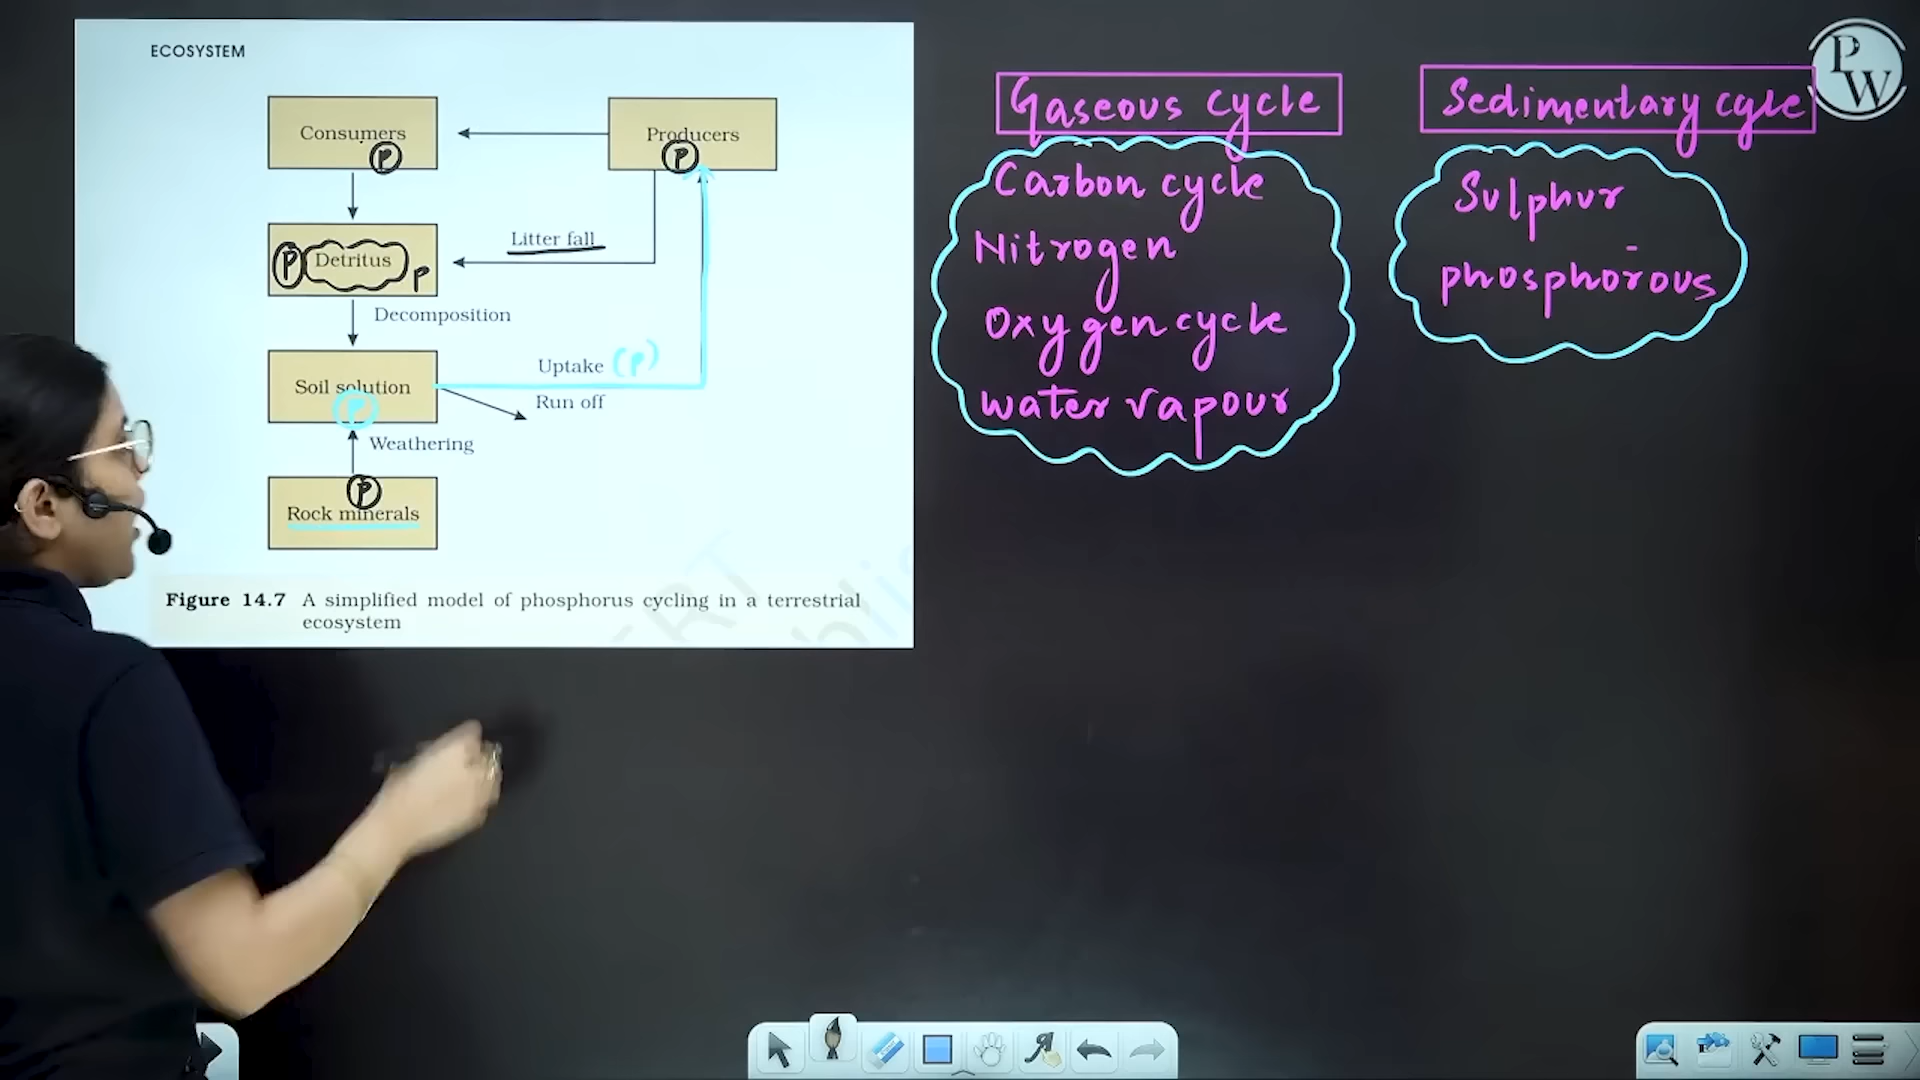 ECOSYSTEM
Consumers
P
Producers
P
Litter fall
P Detritus P
Decomposition
Uptake (P)
Soil solution
P
Run off
Weathering
P
Rock minerals
Figure 14.7 A simplified model of phosphorus cycling in a terrestrial
ecosystem
Gaseous cycle
Carbon cycle
Nitrogen
Oxygen cycle
water vapour
Sedimentary cycle
Sulphur
phosphorous
PW